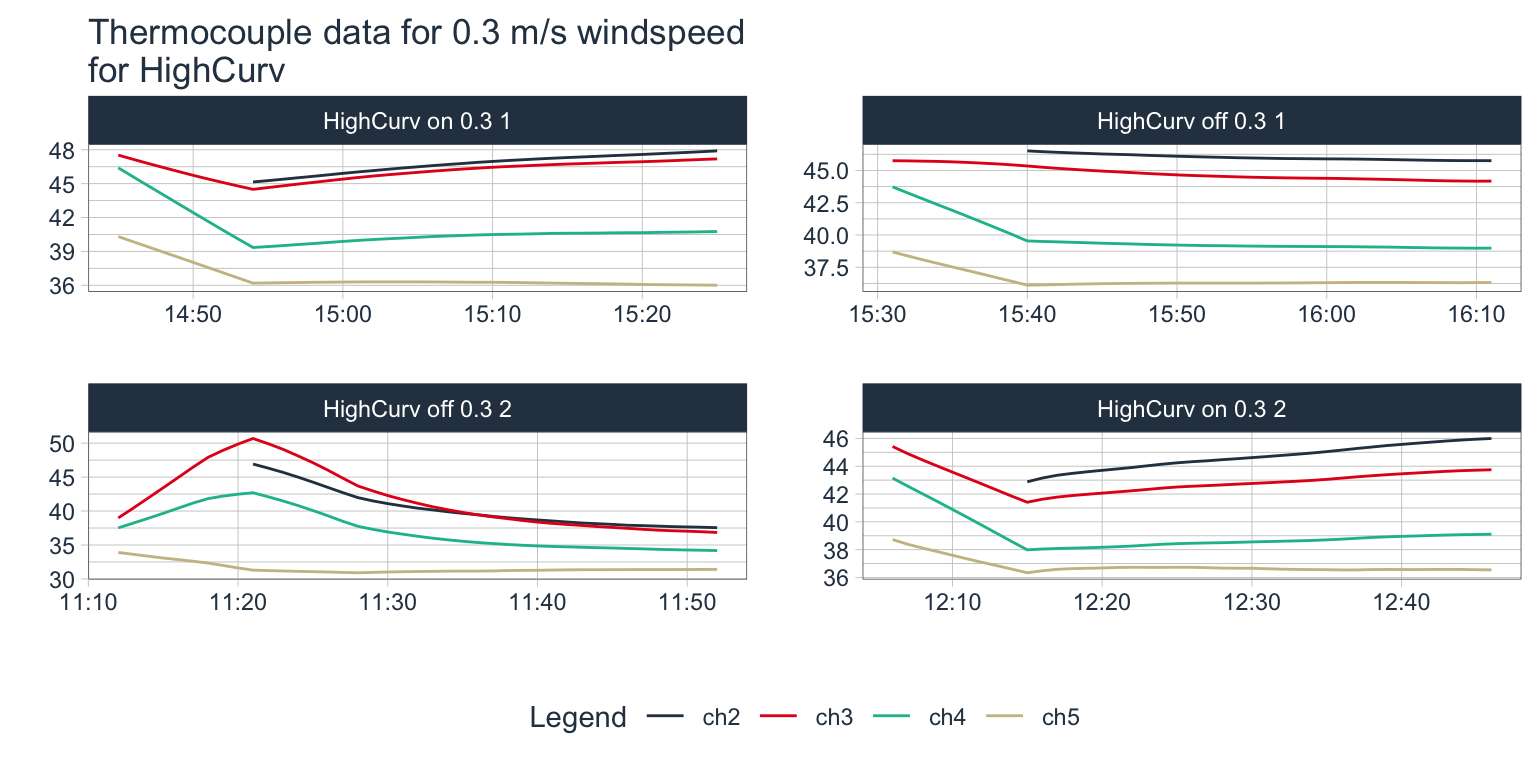 Thermocouple data for 0.3 m/s windspeed
for HighCurv
HighCurv on 0.3 1
48
45
42
39
36
14:50 15:00 15:10 15:20
HighCurv off 0.3 1
45.0
42.5
40.0
37.5
15:30 15:40 15:50 16:00 16:10
HighCurv off 0.3 2
50
45
40
35
30
11:10 11:20 11:30 11:40 11:50
HighCurv on 0.3 2
46
44
42
40
38
36
12:10 12:20 12:30 12:40
Legend ch2 ch3 ch4 ch5